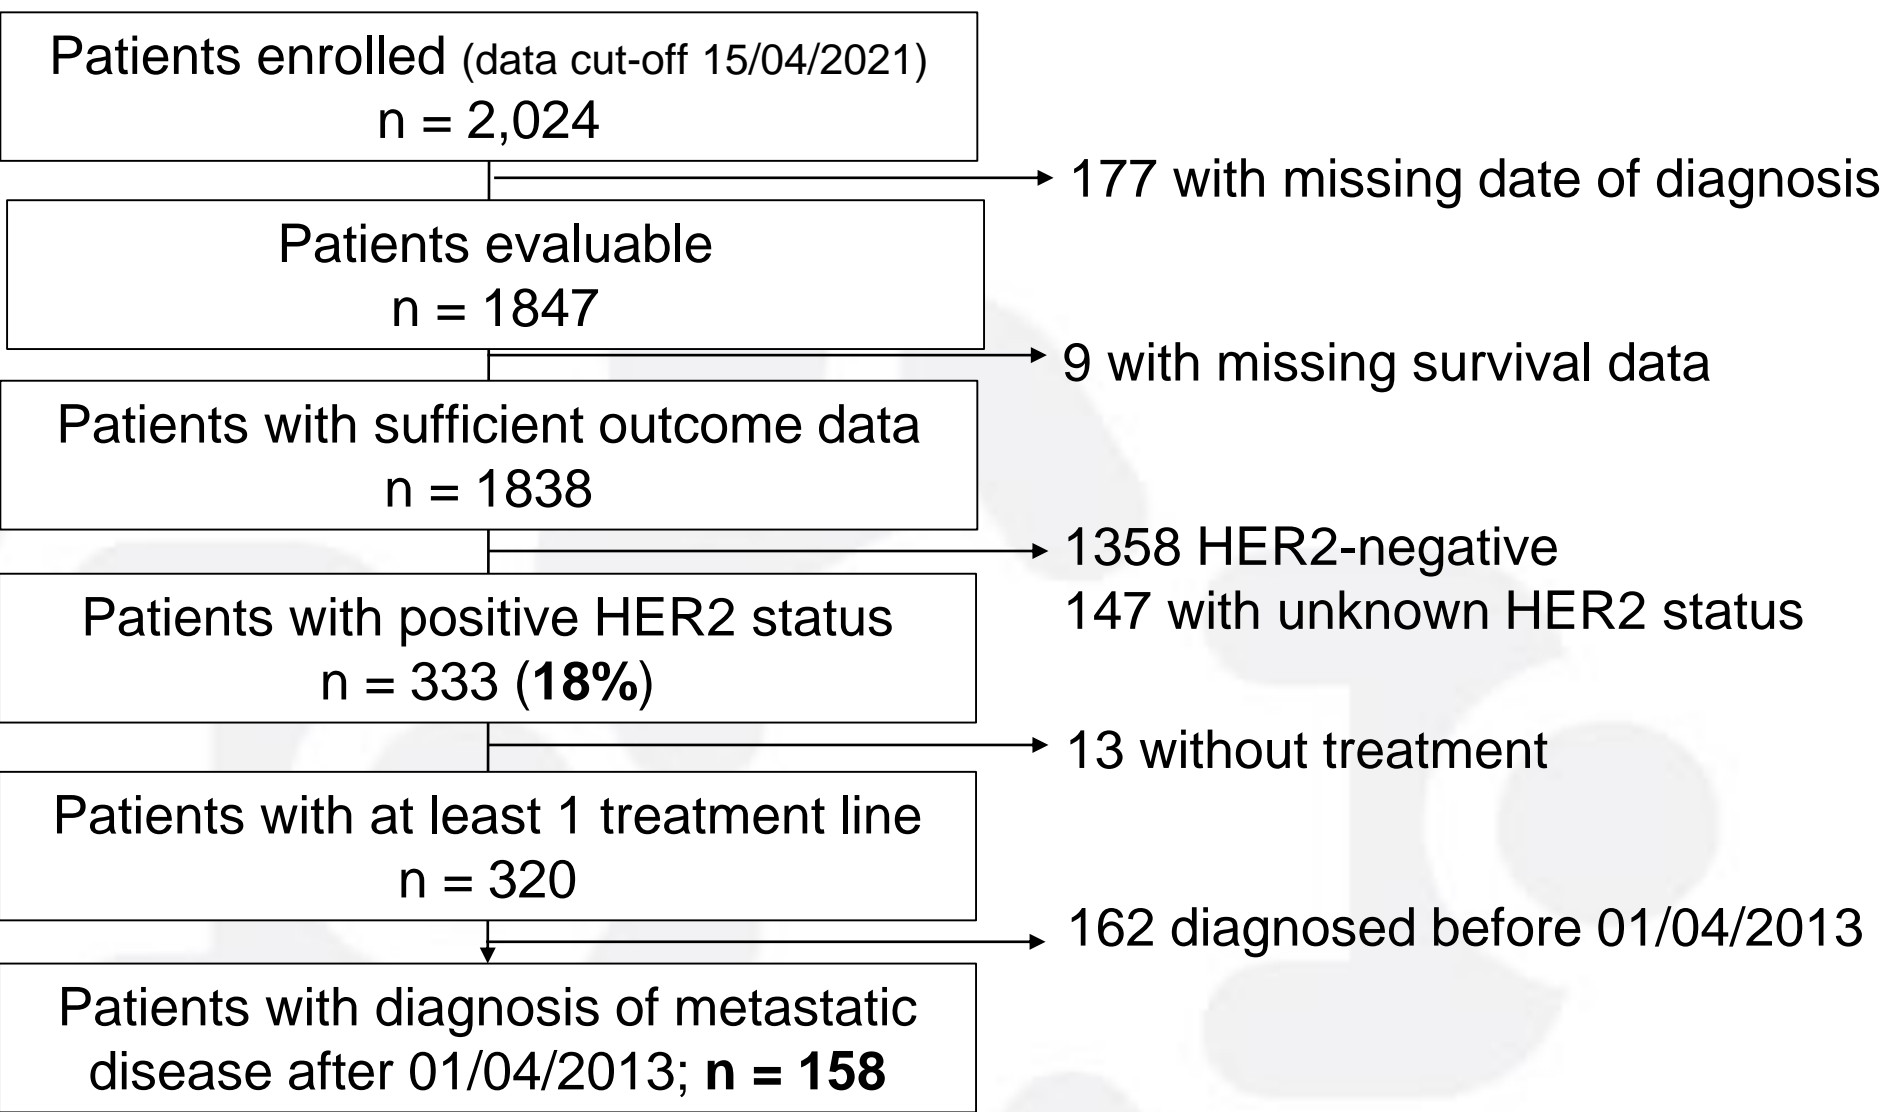 Patients enrolled (data cut-off 15/04/2021)
n = 2,024
177 with missing date of diagnosis
Patients evaluable
n = 1847
9 with missing survival data
Patients with sufficient outcome data
n = 1838
1358 HER2-negative
147 with unknown HER2 status
Patients with positive HER2 status
n = 333 (18%)
13 without treatment
Patients with at least 1 treatment line
n = 320
162 diagnosed before 01/04/2013
Patients with diagnosis of metastatic
disease after 01/04/2013; n = 158